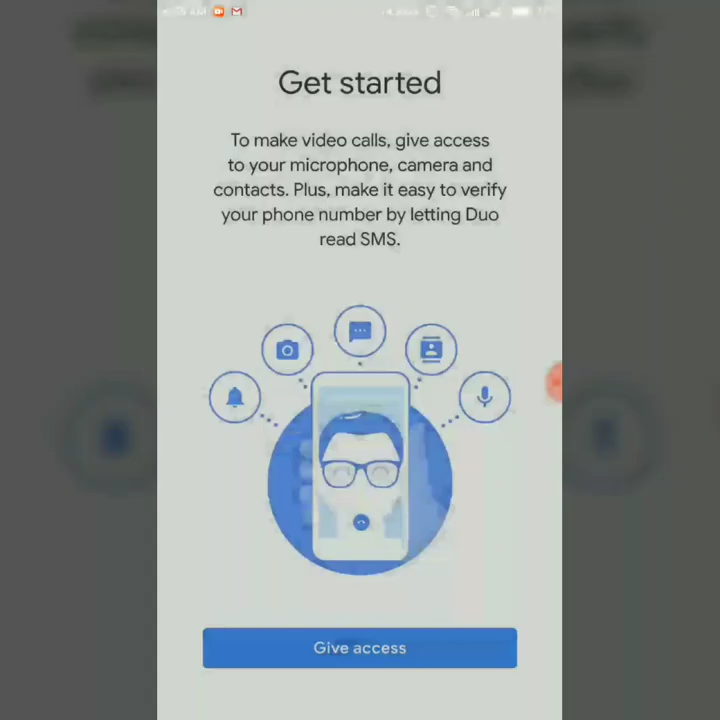 Get started
To make video calls, give access
to your microphone, camera and
contacts. Plus, make it easy to verify
your phone number by letting Duo
read SMS.
Give access